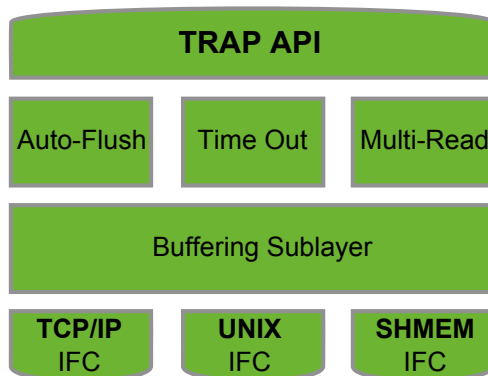 TRAP API
Auto-Flush
Time Out
Multi-Read
Buffering Sublayer
TCP/IP
IFC
UNIX
IFC
SHMEM
IFC